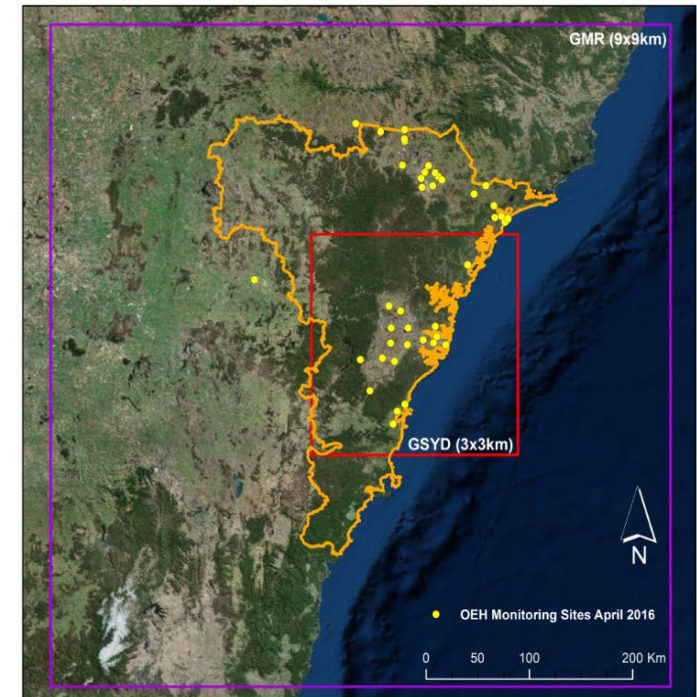 GMR (9x9km)
GSYD (3x3km)
N
OEH Monitoring Sites April 2016
0 50 100 200 Km